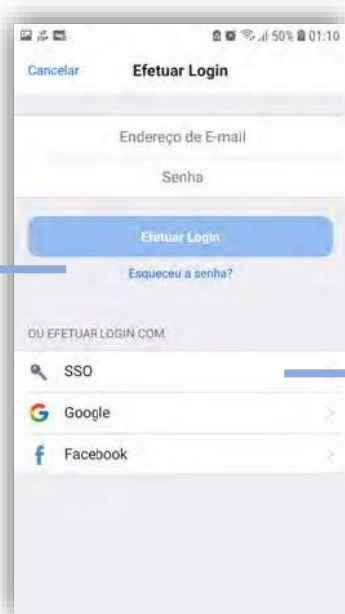 50% 01:10
Cancelar Efetuar Login
Endereço de E-mail
Senha
Efetuar Login
Esqueceu a senha?
OU EFETUAR LOGIN COM
SSO
Google
Facebook